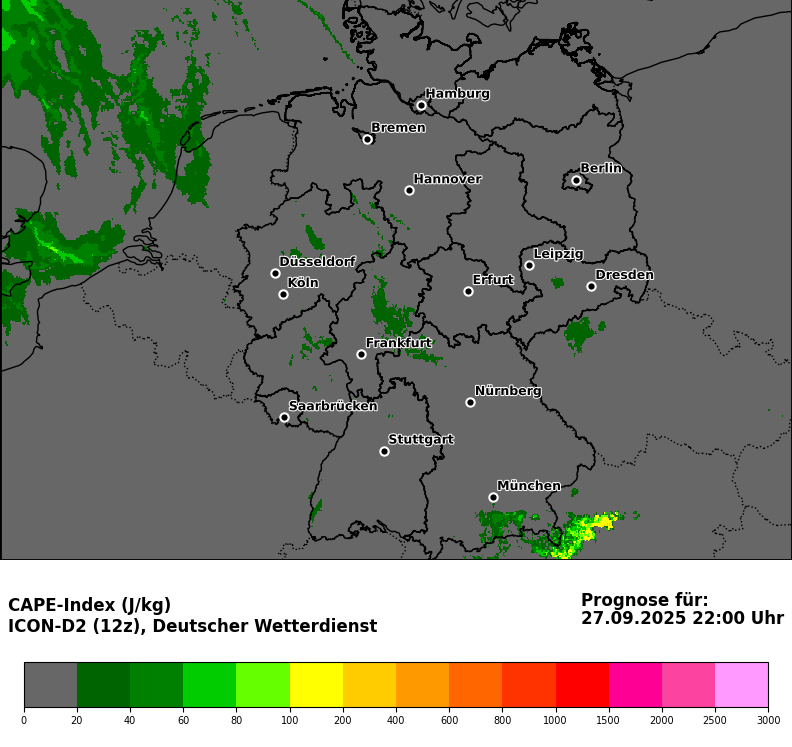 Hamburg
Bremen
Hannover
Berlin
Düsseldorf
Köln
Leipzig
Erfurt
Dresden
Frankfurt
Saarbrücken
Nürnberg
Stuttgart
München
CAPE-Index (J/kg)
ICON-D2 (12z), Deutscher Wetterdienst
Prognose für:
27.09.2025 22:00 Uhr
0 20 40 60 80 100 200 400 600 800 1000 1500 2000 2500 3000